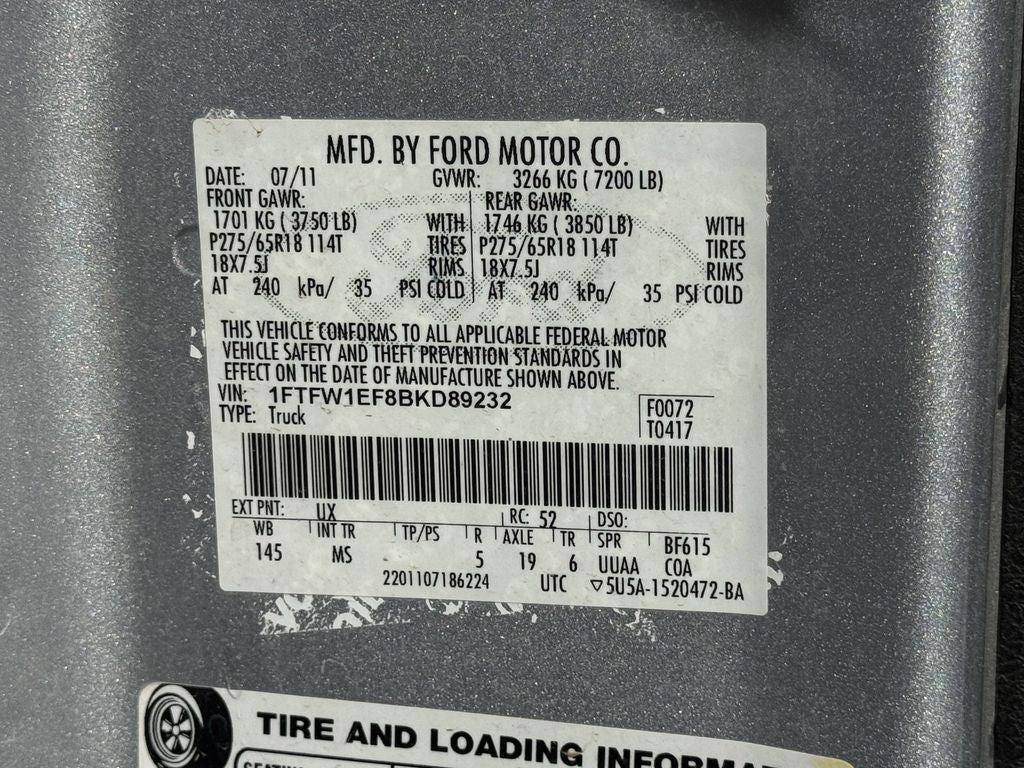 MFD. BY FORD MOTOR CO.
DATE: 07/11 GVWR: 3266 KG ( 7200 LB)
FRONT GAWR: REAR GAWR:
1701 KG ( 3750 LB) WITH 1746 KG ( 3850 LB) WITH
P275/65R18 114T TIRES P275/65R18 114T TIRES
18X7.5J RIMS 18X7.5J RIMS
AT 240 kPa/ 35 PSI COLD AT 240 kPa/ 35 PSI COLD
THIS VEHICLE CONFORMS TO ALL APPLICABLE FEDERAL MOTOR
VEHICLE SAFETY AND THEFT PREVENTION STANDARDS IN
EFFECT ON THE DATE OF MANUFACTURE SHOWN ABOVE.
VIN: 1FTFW1EF8BKD89232
TYPE: Truck
F0072
T0417
EXT PNT: UX RC: 52 DSO:
WB INT TR TP/PS R AXLE TR SPR BF615
145 MS 5 19 6 UUAA COA
2201107186224 UTC ▽5U5A-1520472-BA
TIRE AND LOADING